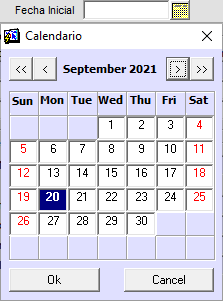 Fecha Inicial
Calendario
<< < September 2021 > >>
Sun Mon Tue Wed Thu Fri Sat
1 2 3 4
5 6 7 8 9 10 11
12 13 14 15 16 17 18
19 20 21 22 23 24 25
26 27 28 29 30
Ok Cancel